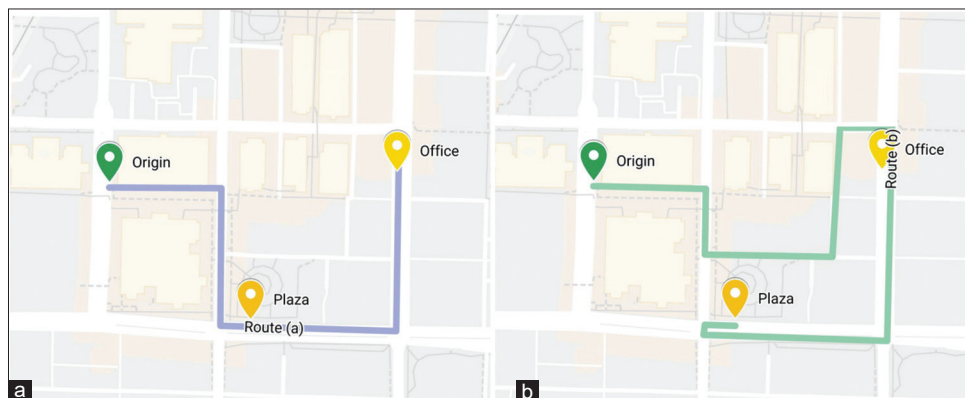 Origin
Office
Plaza
Route (a)
a
Origin
Route (b)
Office
Plaza
b